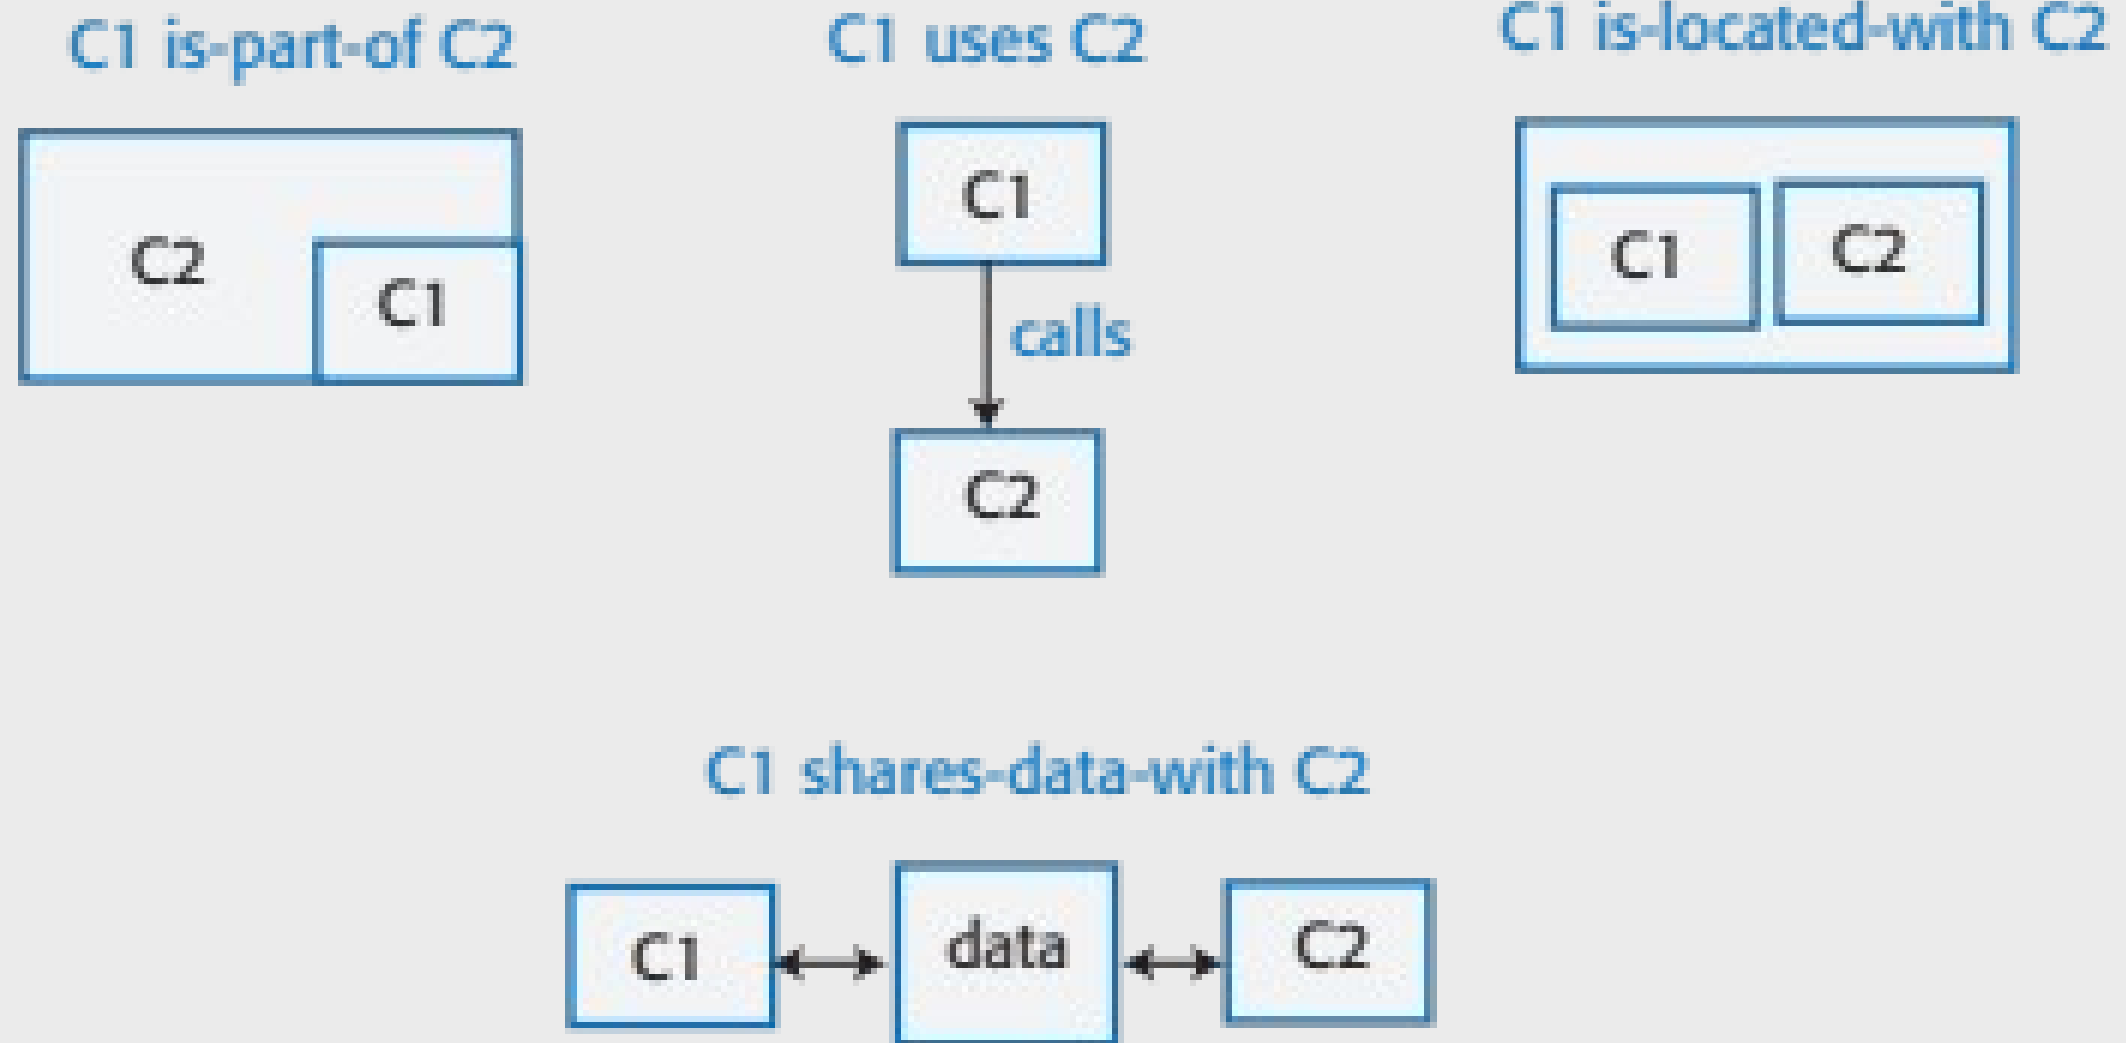 C1 is-part-of C2
C1 uses C2
C1 is-located-with C2
C2
C1
C1
calls
C2
C1
C2
C1 shares-data-with C2
C1
data
C2